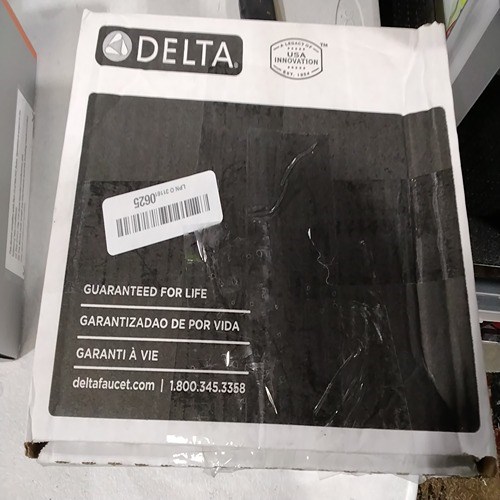 DELTA
A LEGACY OF
USA
INNOVATION
EST. 1954
0625
GUARANTEED FOR LIFE
GARANTIZADAO DE POR VIDA
GARANTI À VIE
deltafaucet.com | 1.800.345.3358